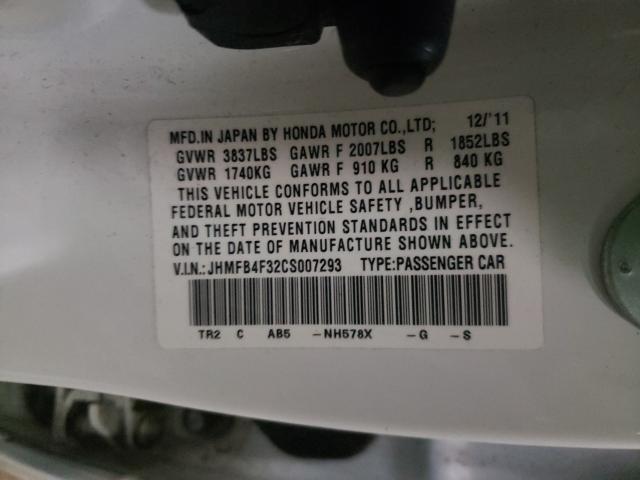 MFD.IN JAPAN BY HONDA MOTOR CO.,LTD; 12/'11
GVWR 3837LBS GAWR F 2007LBS R 1852LBS
GVWR 1740KG GAWR F 910 KG R 840 KG
THIS VEHICLE CONFORMS TO ALL APPLICABLE
FEDERAL MOTOR VEHICLE SAFETY ,BUMPER,
AND THEFT PREVENTION STANDARDS IN EFFECT
ON THE DATE OF MANUFACTURE SHOWN ABOVE.
V.I.N.:JHMFB4F32CS007293 TYPE:PASSENGER CAR
TR2 C AB5 -NH578X -G -S